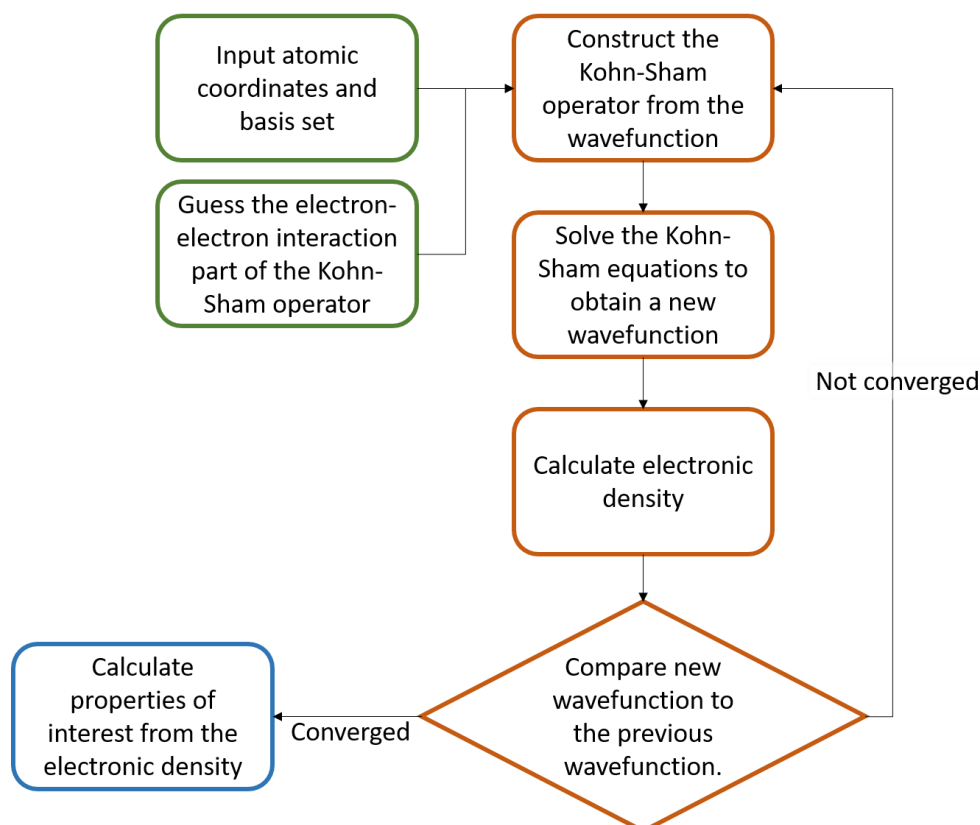 Input atomic
coordinates and
basis set
Construct the
Kohn-Sham
operator from the
wavefunction
Guess the electron-
electron interaction
part of the Kohn-
Sham operator
Solve the Kohn-
Sham equations to
obtain a new
wavefunction
Not converged
Calculate electronic
density
Compare new
wavefunction to
the previous
wavefunction.
Converged
Calculate
properties of
interest from the
electronic density